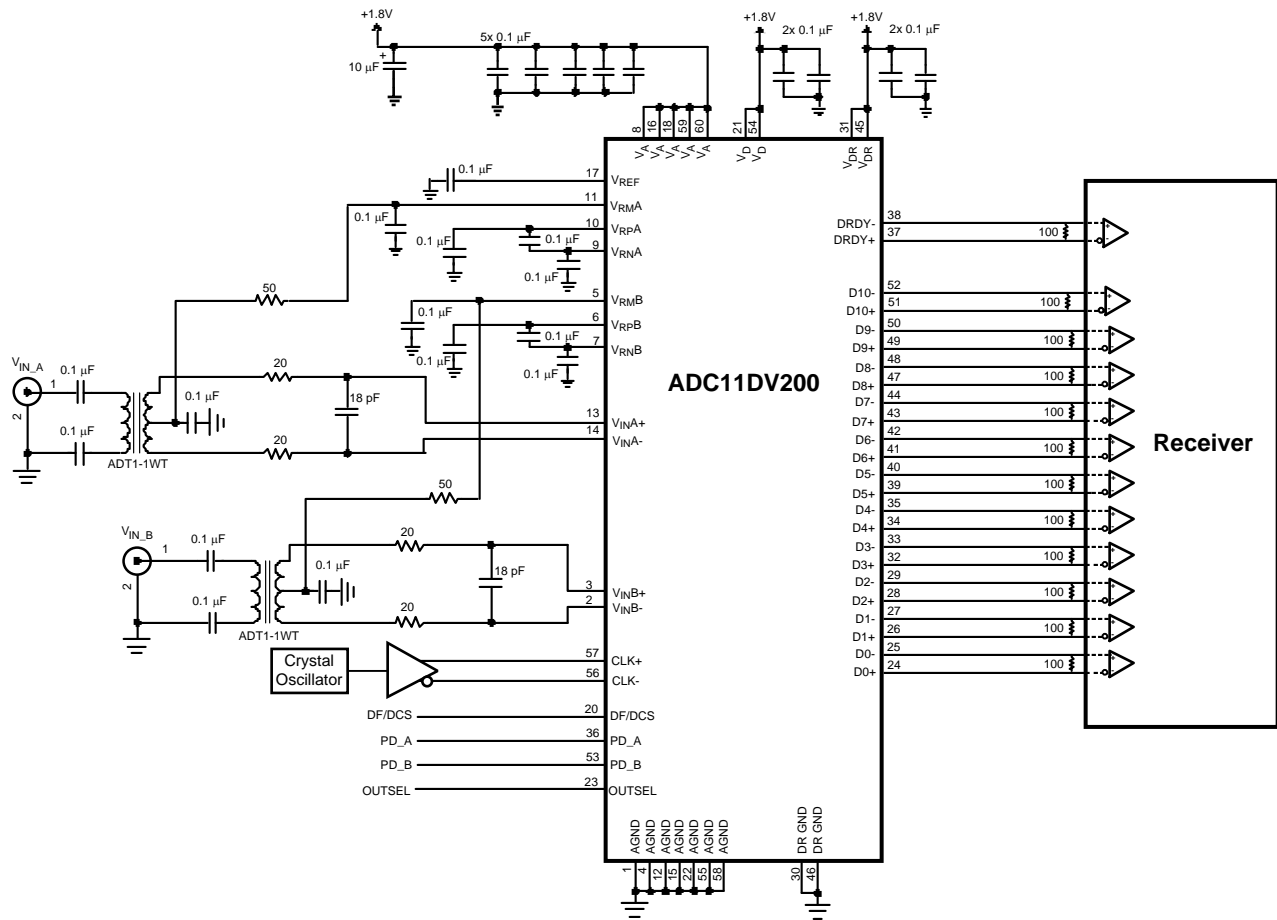 +1.8V
+1.8V
+1.8V
5x 0.1 µF
2x 0.1 µF
2x 0.1 µF
10 µF
+
8
16
18
59
60
21
54
31
45
VA
VA
VA
VA
VA
VD
VD
VDR
VDR
0.1 µF
17
VREF
11
VRMA
0.1 µF
10
VRPA
0.1 µF
9
VRNA
0.1 µF
0.1 µF
50
5
VRMB
0.1 µF
6
VRPB
0.1 µF
7
VRNB
0.1 µF
0.1 µF
VIN_A
0.1 µF
1
2
20
0.1 µF
18 pF
0.1 µF
20
ADT1-1WT
13
VINA+
14
VINA-
50
VIN_B
0.1 µF
1
2
20
0.1 µF
18 pF
0.1 µF
20
ADT1-1WT
3
VINB+
2
VINB-
Crystal
Oscillator
57
CLK+
56
CLK-
DF/DCS
20
DF/DCS
PD_A
36
PD_A
PD_B
53
PD_B
OUTSEL
23
OUTSEL
ADC11DV200
AGND
AGND
AGND
AGND
AGND
AGND
AGND
DR GND
DR GND
1
4
12
15
22
55
58
30
46
DRDY-
38
DRDY+
37
100
+
-
D10-
52
D10+
51
100
+
-
D9-
50
D9+
49
100
+
-
D8-
48
D8+
47
100
+
-
D7-
44
D7+
43
100
+
-
D6-
42
D6+
41
100
+
-
D5-
40
D5+
39
100
+
-
D4-
35
D4+
34
100
+
-
D3-
33
D3+
32
100
+
-
D2-
29
D2+
28
100
+
-
D1-
27
D1+
26
100
+
-
D0-
25
D0+
24
100
+
-
Receiver